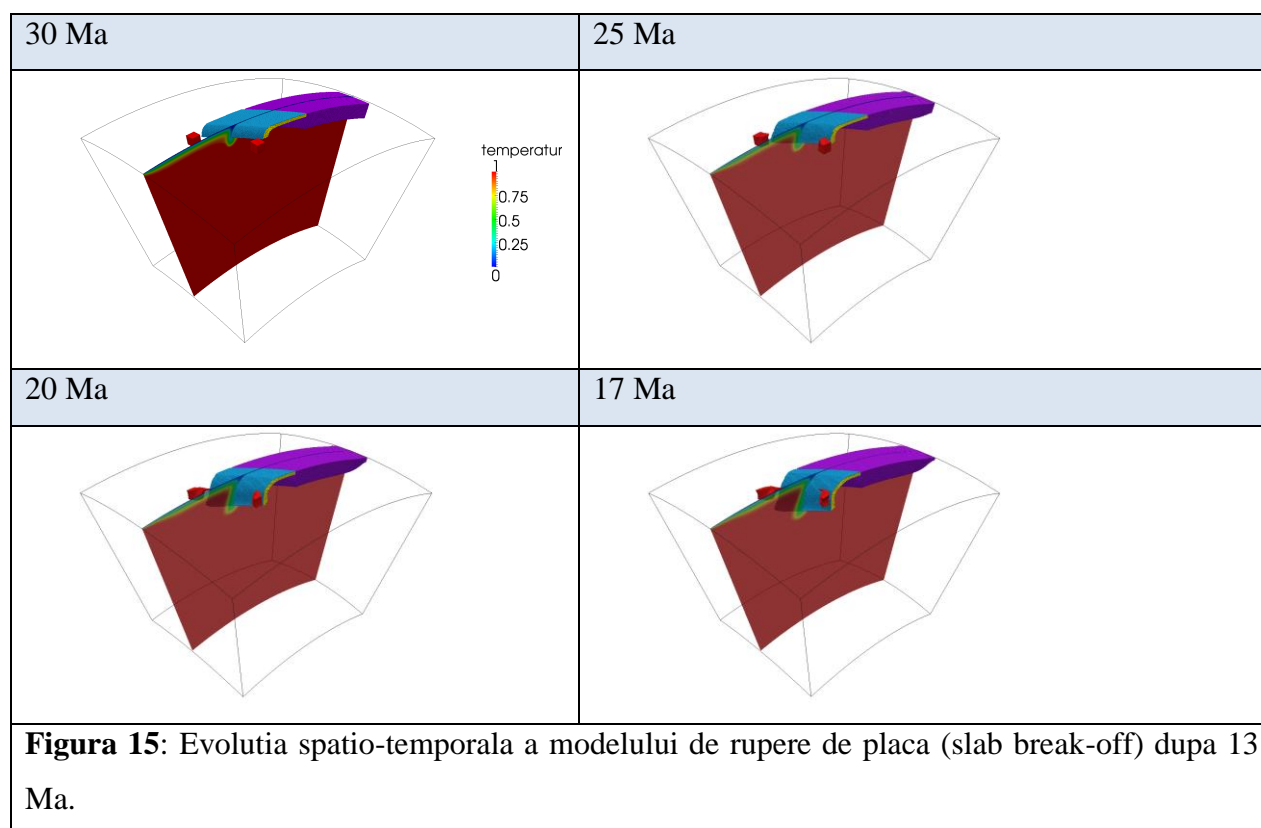 30 Ma
25 Ma
temperatur
1
0.75
0.5
0.25
0
20 Ma
17 Ma
Figura 15: Evolutia spatio-temporala a modelului de rupere de placa (slab break-off) dupa 13
Ma.